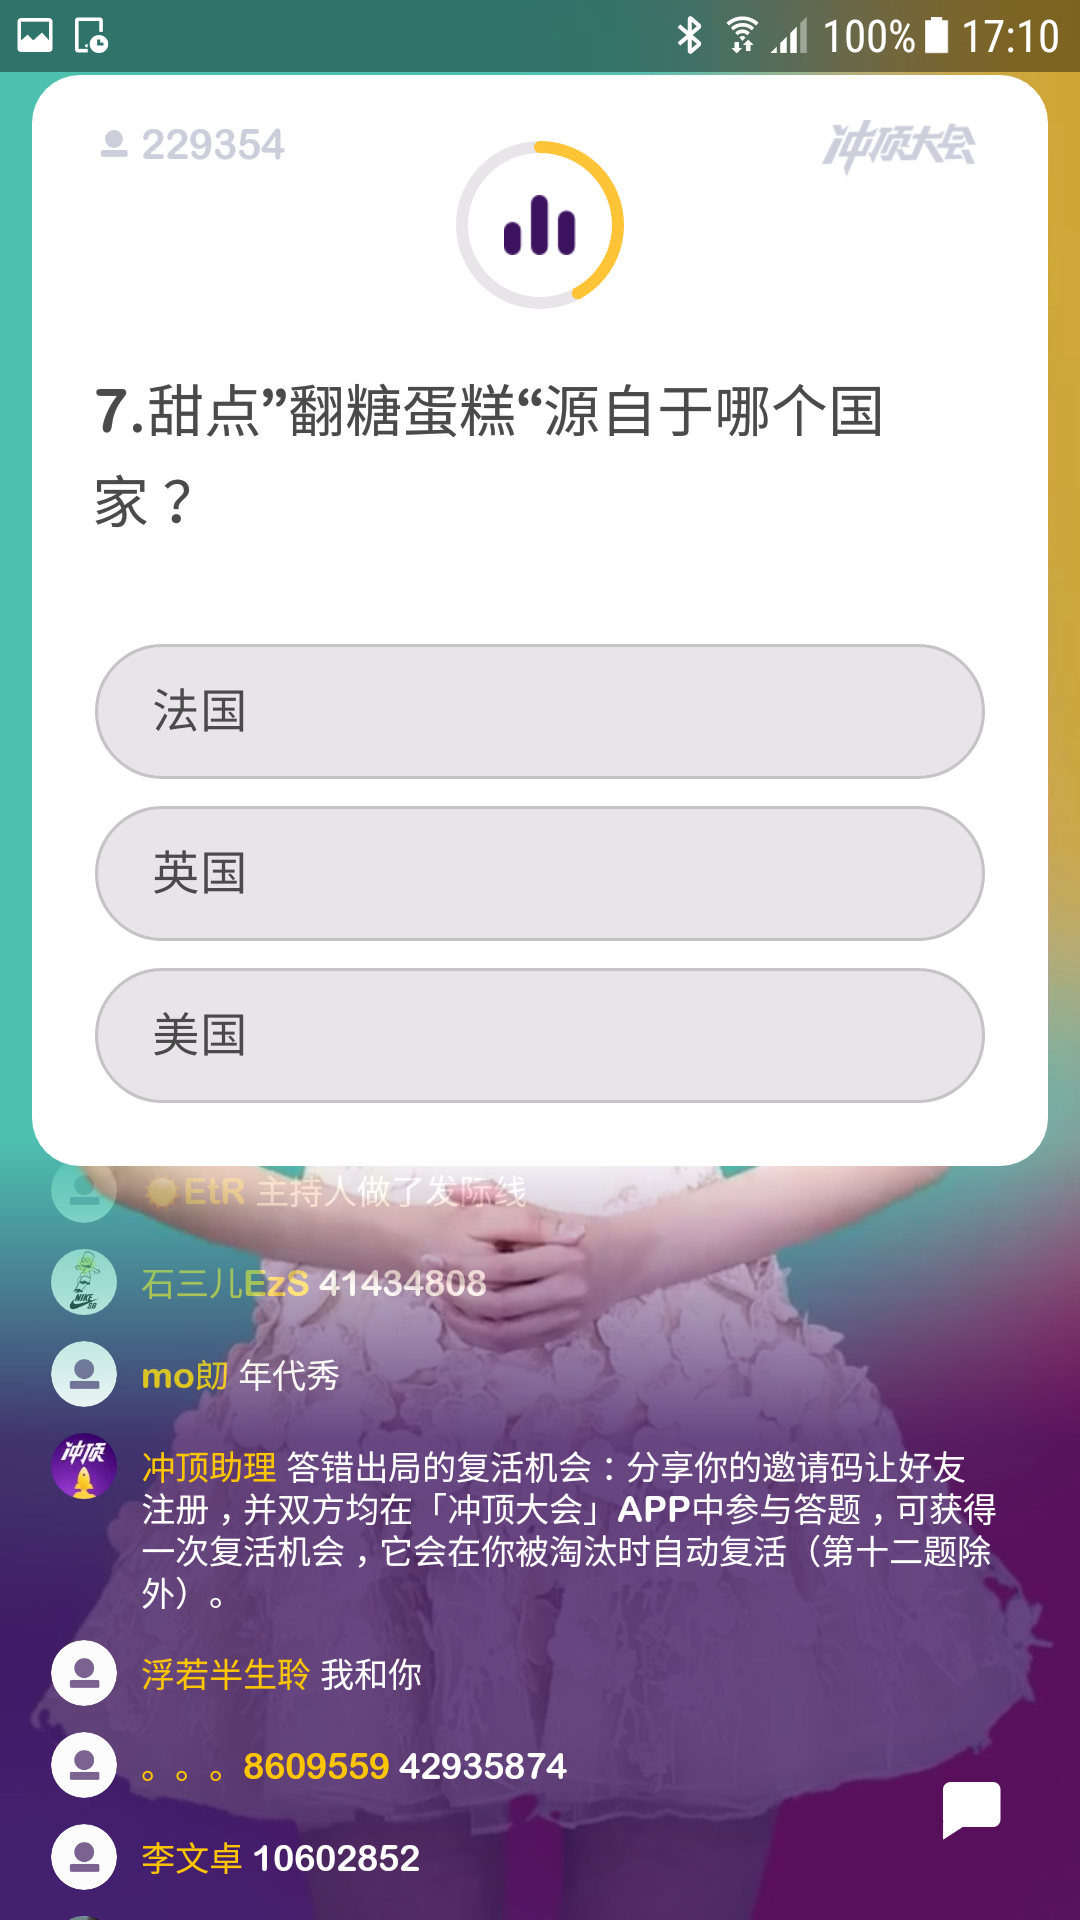 100% 17:10
229354
冲顶大会
7.甜点”翻糖蛋糕“源自于哪个国
家？
法国
英国
美国
EtR 主持人做了发际线
石三儿EzS 41434808
mo剆 年代秀
冲顶
冲顶助理 答错出局的复活机会：分享你的邀请码让好友
注册，并双方均在「冲顶大会」APP中参与答题，可获得
一次复活机会，它会在你被淘汰时自动复活（第十二题除
外）。
浮若半生聆 我和你
。。。8609559 42935874
李文卓 10602852